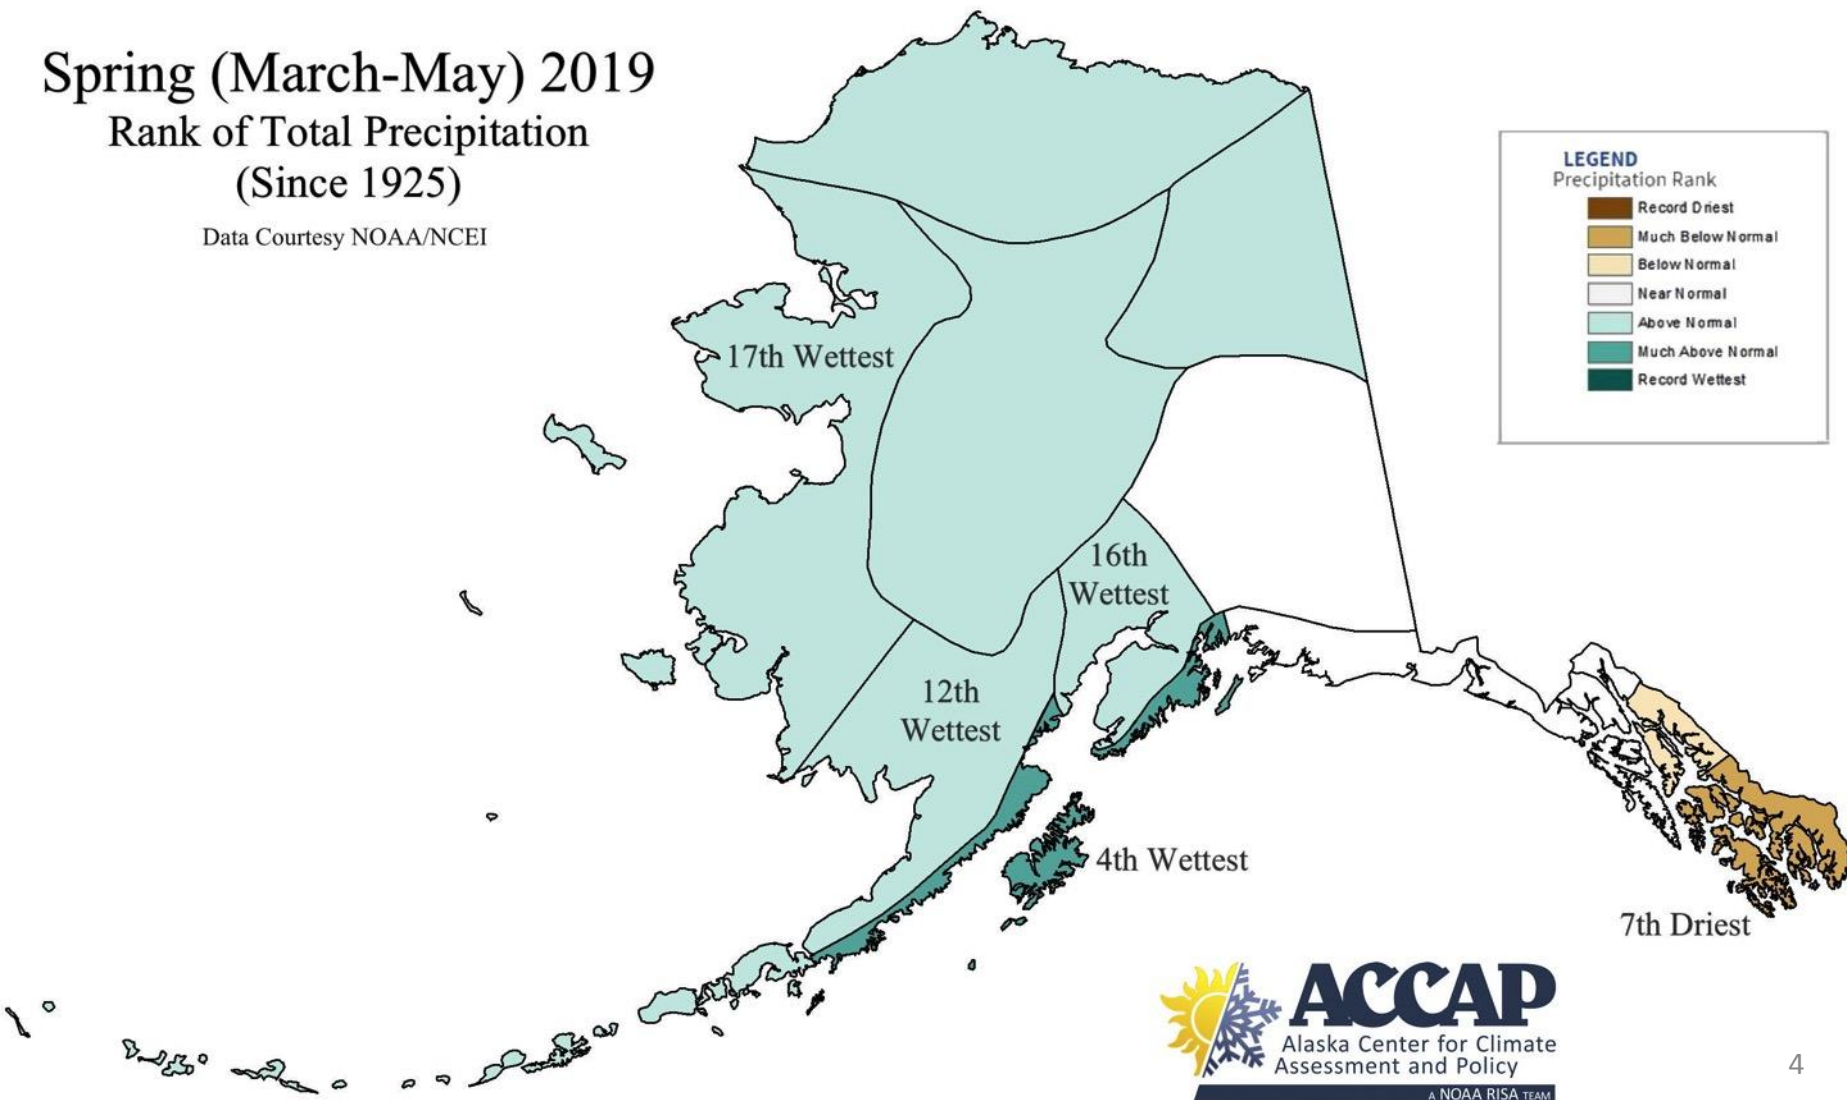 Spring (March-May) 2019
Rank of Total Precipitation
(Since 1925)
Data Courtesy NOAA/NCEI
LEGEND
Precipitation Rank
Record Driest
Much Below Normal
Below Normal
Near Normal
Above Normal
Much Above Normal
Record Wettest
17th Wettest
16th
Wettest
12th
Wettest
4th Wettest
7th Driest
ACCAP
Alaska Center for Climate
Assessment and Policy
A NOAA RISA TEAM
4